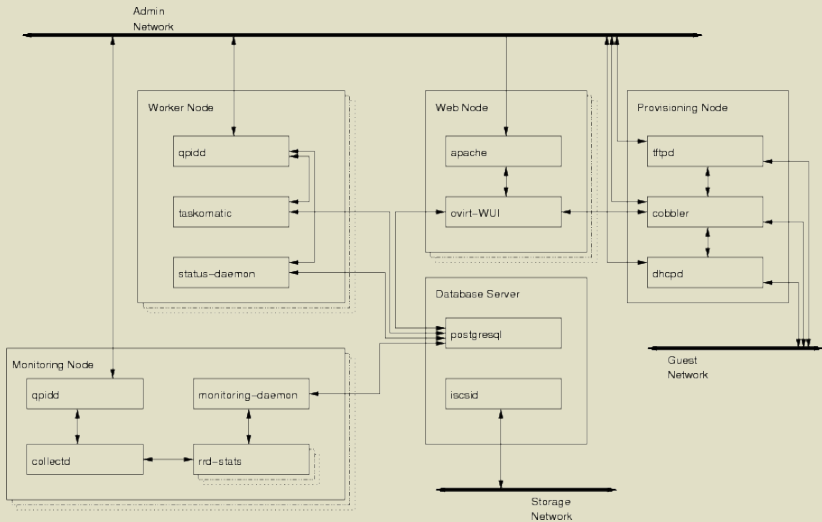 Admin
Network
Worker Node
qpidd
taskomatic
status-daemon
Web Node
apache
ovirt-WUI
Provisioning Node
tftpd
cobbler
dhcpd
Database Server
postgresql
iscsid
Guest
Network
Monitoring Node
qpidd
monitoring-daemon
collectd
rrd-stats
Storage
Network